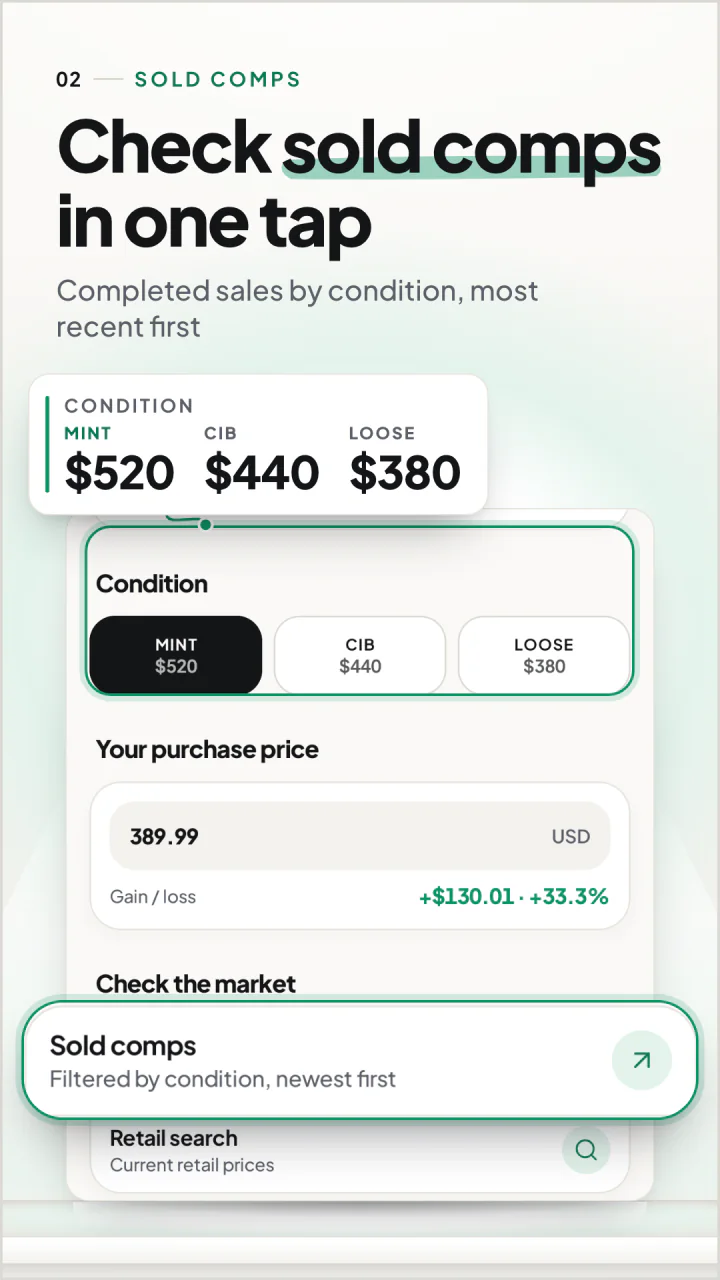 02 — SOLD COMPS
Check sold comps
in one tap
Completed sales by condition, most
recent first
CONDITION
MINT CIB LOOSE
$520 $440 $380
Condition
MINT CIB LOOSE
$520 $440 $380
Your purchase price
389.99 USD
Gain / loss +$130.01 · +33.3%
Check the market
Sold comps
Filtered by condition, newest first
Retail search
Current retail prices